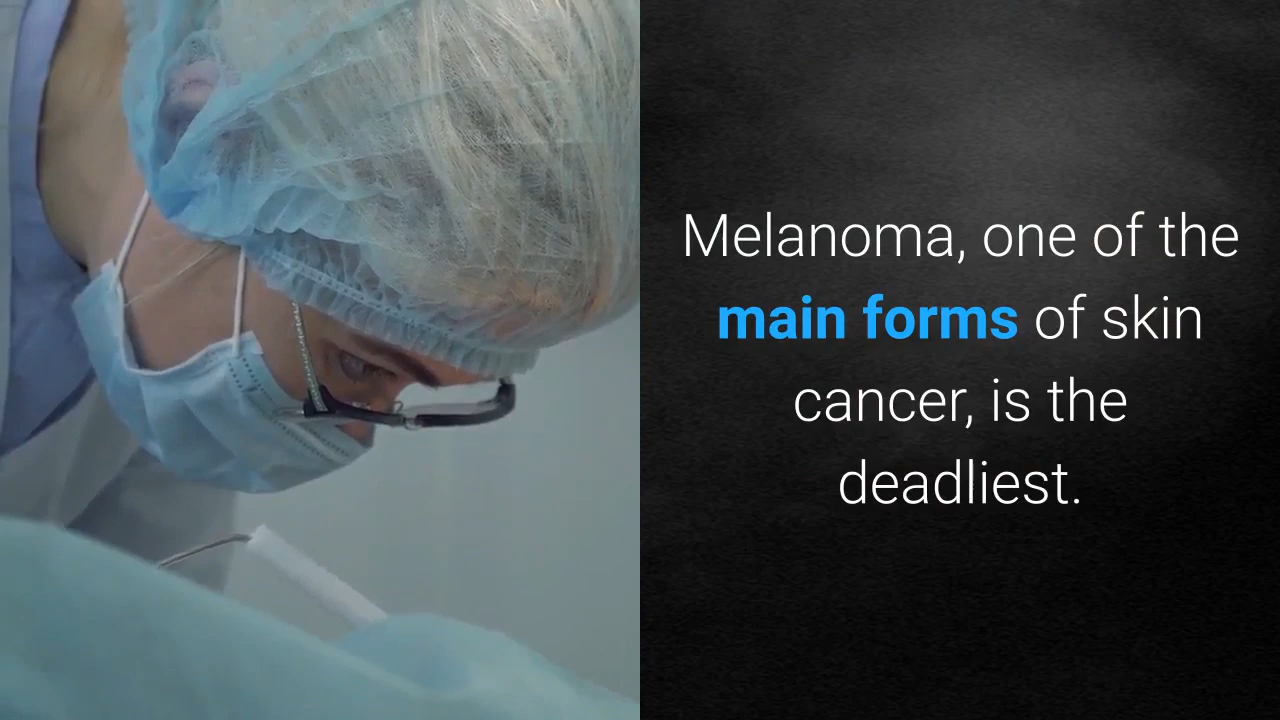 Melanoma, one of the
main forms of skin
cancer, is the
deadliest.